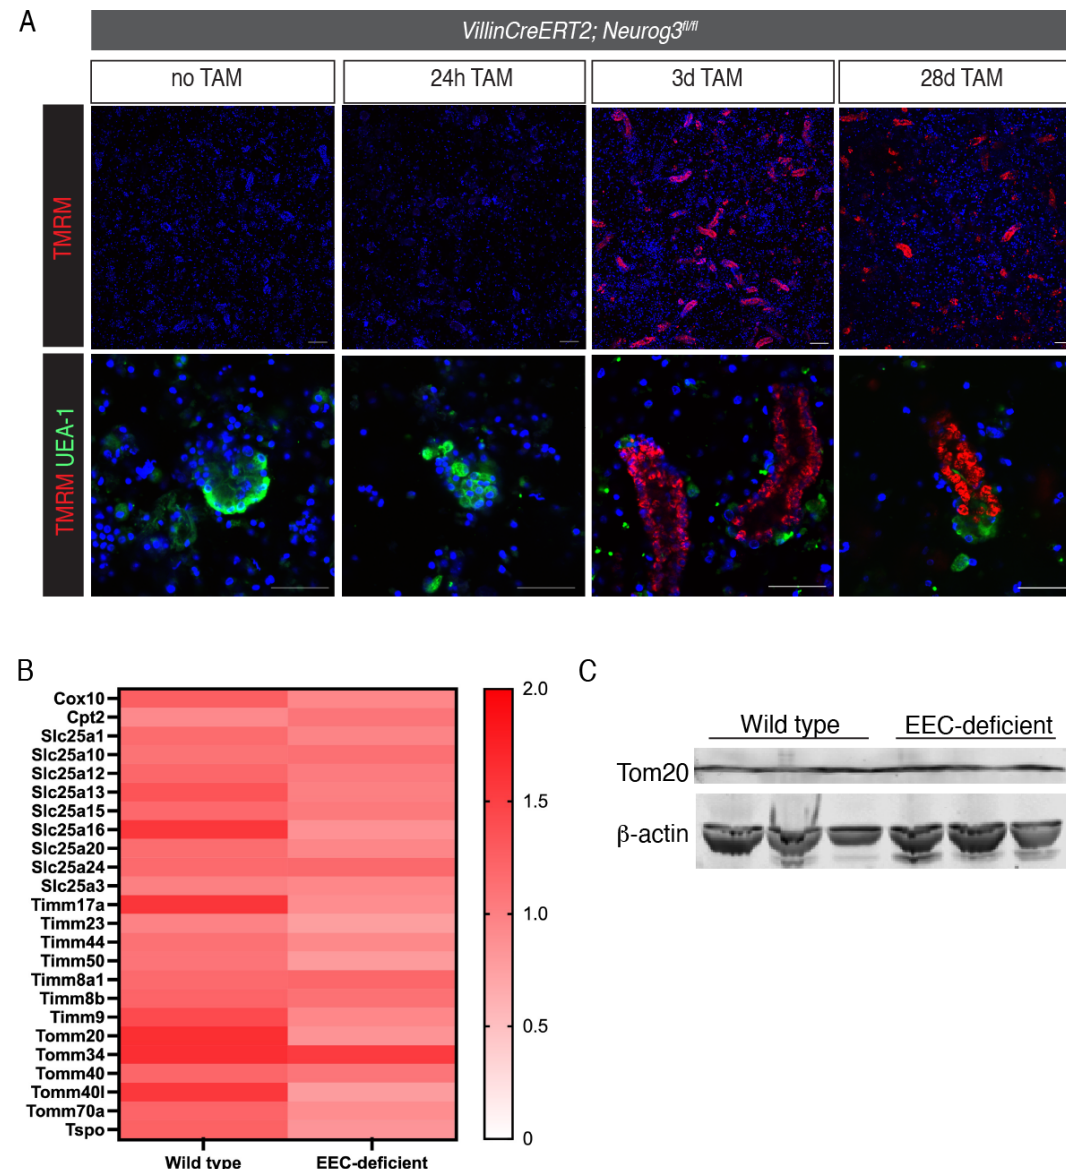 A
VillinCreERT2; Neurog3fl/fl
no TAM
24h TAM
3d TAM
28d TAM
TMRM
TMRM UEA-1
B
Cox10
Cpt2
Slc25a1
Slc25a10
Slc25a12
Slc25a13
Slc25a15
Slc25a16
Slc25a20
Slc25a24
Slc25a3
Timm17a
Timm23
Timm44
Timm50
Timm8a1
Timm8b
Timm9
Tomm20
Tomm34
Tomm40
Tomm40l
Tomm70a
Tspo
Wild type
EEC-deficient
2.0
1.5
1.0
0.5
0
C
Wild type
EEC-deficient
Tom20
β-actin